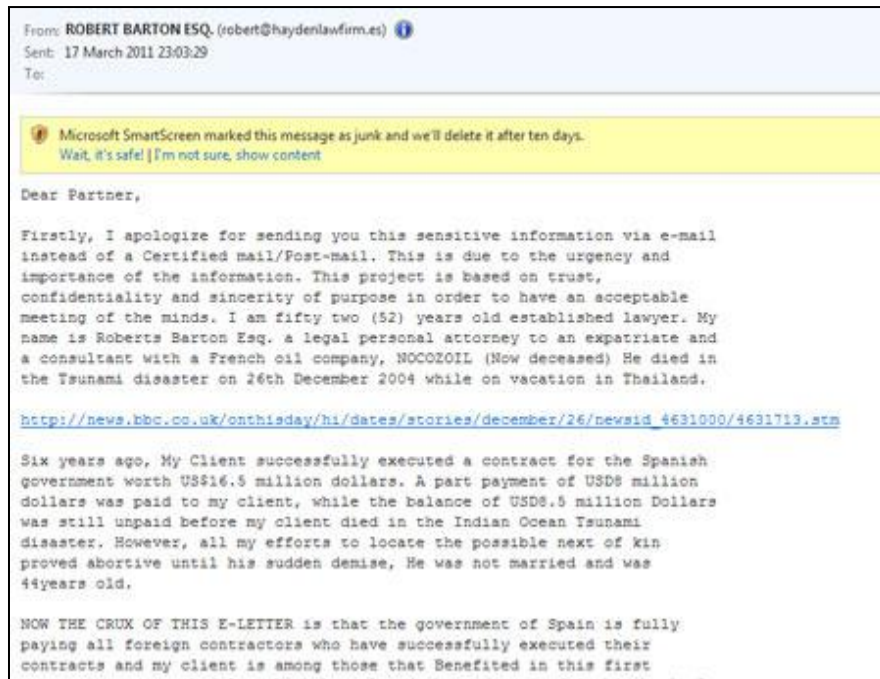 From: ROBERT BARTON ESQ. (robert@haydenlawfirm.es)
Sent: 17 March 2011 23:03:29
To:
Microsoft SmartScreen marked this message as junk and we'll delete it after ten days.
Wait, it's safe! | I'm not sure, show content
Dear Partner,
Firstly, I apologize for sending you this sensitive information via e-mail
instead of a Certified mail/Post-mail. This is due to the urgency and
importance of the information. This project is based on trust,
confidentiality and sincerity of purpose in order to have an acceptable
meeting of the minds. I am fifty two (52) years old established lawyer. My
name is Roberts Barton Esq. a legal personal attorney to an expatriate and
a consultant with a French oil company, NOCOZOIL (Now deceased) He died in
the Tsunami disaster on 26th December 2004 while on vacation in Thailand.
http://news.bbc.co.uk/onthisday/hi/dates/stories/december/26/newsid_4631000/4631713.stm
Six years ago, My Client successfully executed a contract for the Spanish
government worth US$16.5 million dollars. A part payment of USD8 million
dollars was paid to my client, while the balance of USD8.5 million Dollars
was still unpaid before my client died in the Indian Ocean Tsunami
disaster. However, all my efforts to locate the possible next of kin
proved abortive until his sudden demise, He was not married and was
44years old.
NOW THE CRUX OF THIS E-LETTER is that the government of Spain is fully
paying all foreign contractors who have successfully executed their
contracts and my client is among those that Benefited in this first